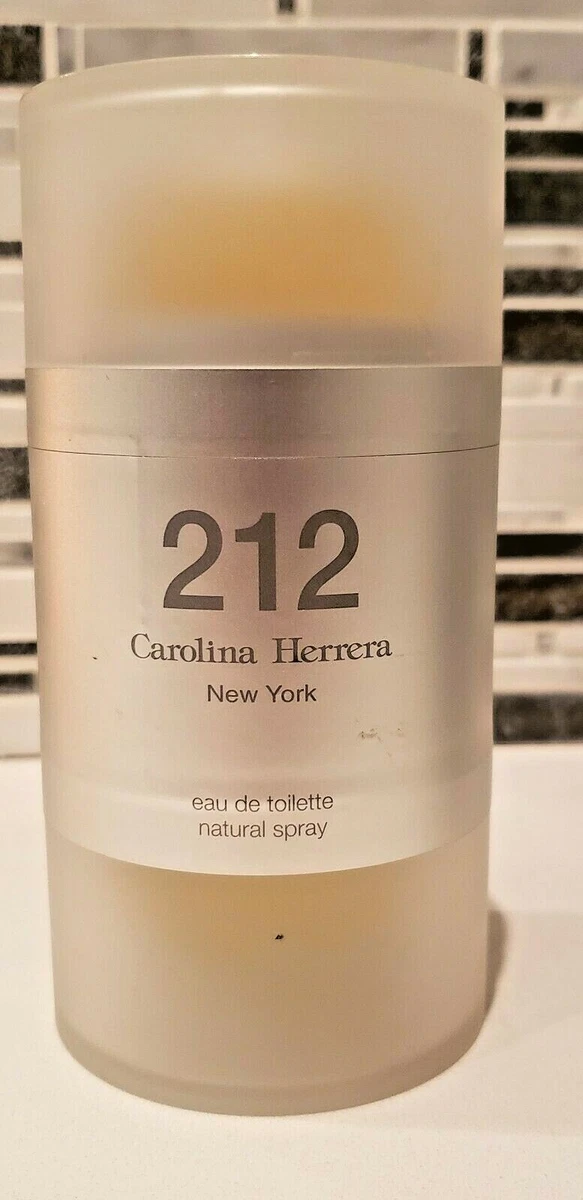 212
Carolina Herrera
New York
eau de toilette
natural spray